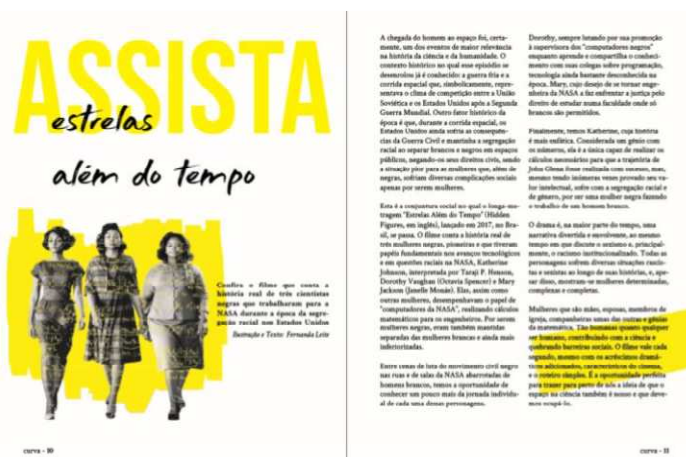 ASSISTA
estrelas
além do tempo
Confira o filme que conta a
história real de três cientistas
negras que trabalharam para a
NASA durante a época da segre-
gação racial nos Estados Unidos
Ilustração e Texto: Fernanda Leite
curva - 10
A chegada do homem ao espaço foi, certa-
mente, um dos eventos de maior relevância
na história da ciência e da humanidade. O
contexto histórico no qual esse episódio se
desenrolou já é conhecido: a guerra fria e a
corrida espacial que, simbolicamente, repre-
sentava o clima de competição entre a União
Soviética e os Estados Unidos após a Segunda
Guerra Mundial. Outro fator histórico da
época é que, durante a corrida espacial, os
Estados Unidos ainda sofria as consequên-
cias da Guerra Civil e mantinha a segregação
racial ao separar brancos e negros em espaços
públicos, negando-os seus direitos civis, sendo
a situação pior para as mulheres que, além de
negras, sofriam diversas complicações sociais
apenas por serem mulheres.
Esta é a conjuntura social no qual o longa-me-
tragem "Estrelas Além do Tempo" (Hidden
Figures, em inglês), lançado em 2017, no Bra-
sil, se passa. O filme conta a história real de
três mulheres negras, pioneiras e que tiveram
papéis fundamentais nos avanços tecnológicos
e em questões raciais na NASA, Katherine
Johnson, interpretada por Taraji P. Henson,
Dorothy Vaughan (Octavia Spencer) e Mary
Jackson (Janelle Monáe). Elas, assim como
outras mulheres, desempenhavam o papel de
"computadores da NASA", realizando cálculos
matemáticos para os engenheiros. Por serem
mulheres negras, eram também mantidas
separadas das mulheres brancas e ainda mais
inferiorizadas.
Entre cenas de luta do movimento civil negro
nas ruas e de salas da NASA abarrotadas de
homens brancos, temos a oportunidade de
conhecer um pouco mais da jornada individu-
al de cada uma dessas personagens.
Dorothy, sempre lutando por sua promoção
à supervisora dos "computadores negros"
enquanto aprende e compartilha o conheci-
mento com suas colegas sobre programação,
tecnologia ainda bastante desconhecida na
época. Mary, cujo desejo de se tornar enge-
nheira da NASA a faz enfrentar a justiça pelo
direito de estudar numa faculdade onde só
brancos são permitidos.
Finalmente, temos Katherine, cuja história
é mais enfática. Considerada um gênio com
os números, ela é a única capaz de realizar os
cálculos necessários para que a trajetória de
John Glenn fosse realizada com sucesso, mas,
mesmo tendo inúmeras vezes provado seu va-
lor intelectual, sofre com a segregação racial e
de gênero, por ser uma mulher negra fazendo
o trabalho de um homem branco.
O drama é, na maior parte do tempo, uma
narrativa divertida e envolvente, ao mesmo
tempo em que discute o sexismo e, principal-
mente, o racismo institucionalizado. Todas as
personagens sofrem diversas situações racis-
tas e sexistas ao longo de suas histórias, e, ape-
sar disso, mostram-se mulheres determinadas,
complexas e completas.
Mulheres que são mães, esposas, membros de
igreja, companheiras umas das outras e gênios
da matemática. Tão humanas quanto qualquer
ser humano, contribuindo com a ciência e
quebrando barreiras sociais. O filme vale cada
segundo, mesmo com os acréscimos dramá-
ticos adicionados, característicos do cinema,
e o roteiro simples. É a oportunidade perfeita
para trazer para perto de nós a ideia de que o
espaço na ciência também é nosso e que deve-
mos ocupá-lo.
curva - 11